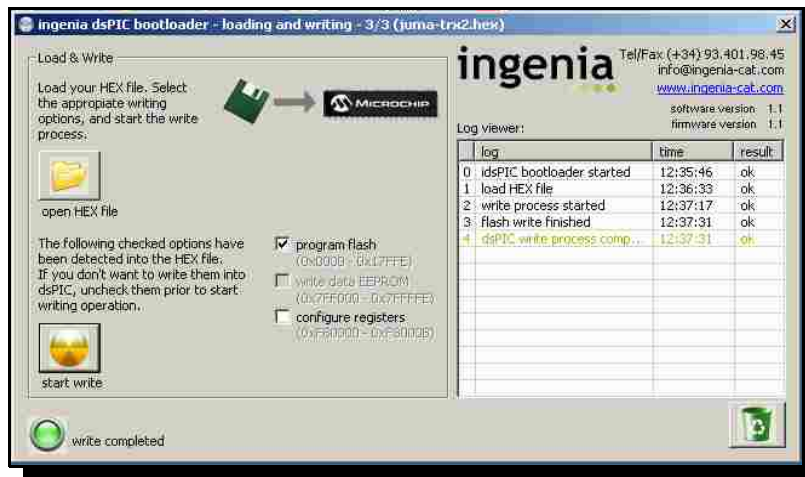 ingenia dsPIC bootloader - loading and writing - 3/3 (juma-trx2.hex)
Load & Write
Load your HEX file. Select
the appropiate writing
options, and start the write
process.
MICROCHIP
open HEX file
The following checked options have
been detected into the HEX file.
If you don't want to write them into
dsPIC, uncheck them prior to start
writing operation.
program flash
write data EEPROM
(0x7FF000 - 0x7FFFFE)
configure registers
start write
write completed
ingenia
Tel/Fax (+34) 93.401.98.45
info@ingenia-cat.com
www.ingenia-cat.com
software version 1.1
firmware version 1.1
Log viewer:
log time result
0 idsPIC bootloader started 12:35:46 ok
1 load HEX file 12:36:33 ok
2 write process started 12:37:17 ok
3 flash write finished 12:37:31 ok
4 dsPIC write process comp... 12:37:31 ok